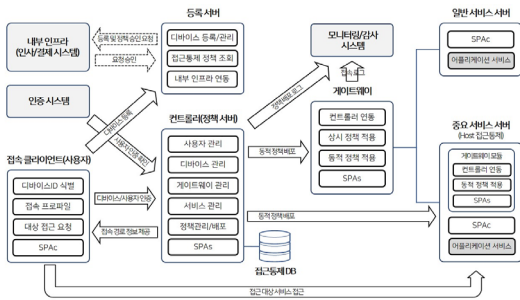 등록 서버
디바이스 등록/관리
접근통제 정책 조회
내부 인프라 연동
내부 인프라
(인사/결제 시스템)
등록 및 정책 승인 요청
요청 승인
인증 시스템
디바이스 등록
사용자 인증 확인
모니터링/감사
시스템
정책 배포 로그
접속 로그
일반 서비스 서버
SPAc
어플리케이션 서비스
게이트웨이
컨트롤러 연동
상시 정책 적용
동적 정책 적용
SPAs
컨트롤러(정책 서버)
사용자 관리
디바이스 관리
게이트웨이 관리
서비스 관리
정책관리/배포
SPAs
동적 정책 배포
동적 정책 배포
접속 클라이언트(사용자)
디바이스ID 식별
접속 프로파일
대상 접근 요청
SPAc
디바이스/사용자 인증
접속 경로 정보 제공
접근통제 DB
중요 서비스 서버
(Host 접근통제)
게이트웨이 모듈
컨트롤러 연동
동적 정책 적용
SPAs
SPAc
어플리케이션 서비스
접근 대상 서비스 접근